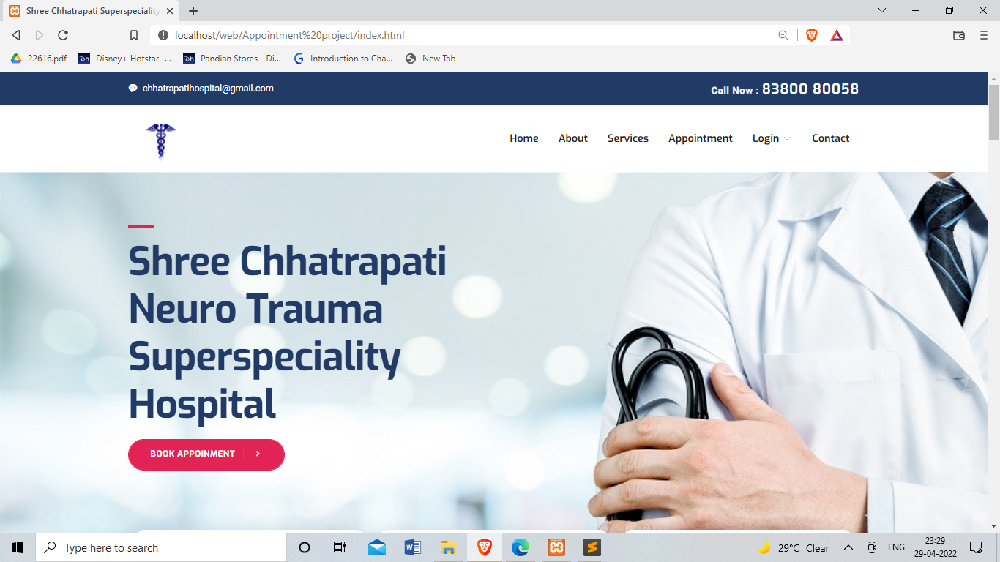 Shree Chhatrapati Superspeciality
localhost/web/Appointment%20project/index.html
22616.pdf
Disney+ Hotstar -...
Pandian Stores - Di...
Introduction to Cha...
New Tab
chhatrapatihospital@gmail.com
Call Now : 83800 80058
Home About Services Appointment Login Contact
Shree Chhatrapati
Neuro Trauma
Superspeciality
Hospital
BOOK APPOINMENT
Type here to search
29°C Clear
ENG
23:29
29-04-2022